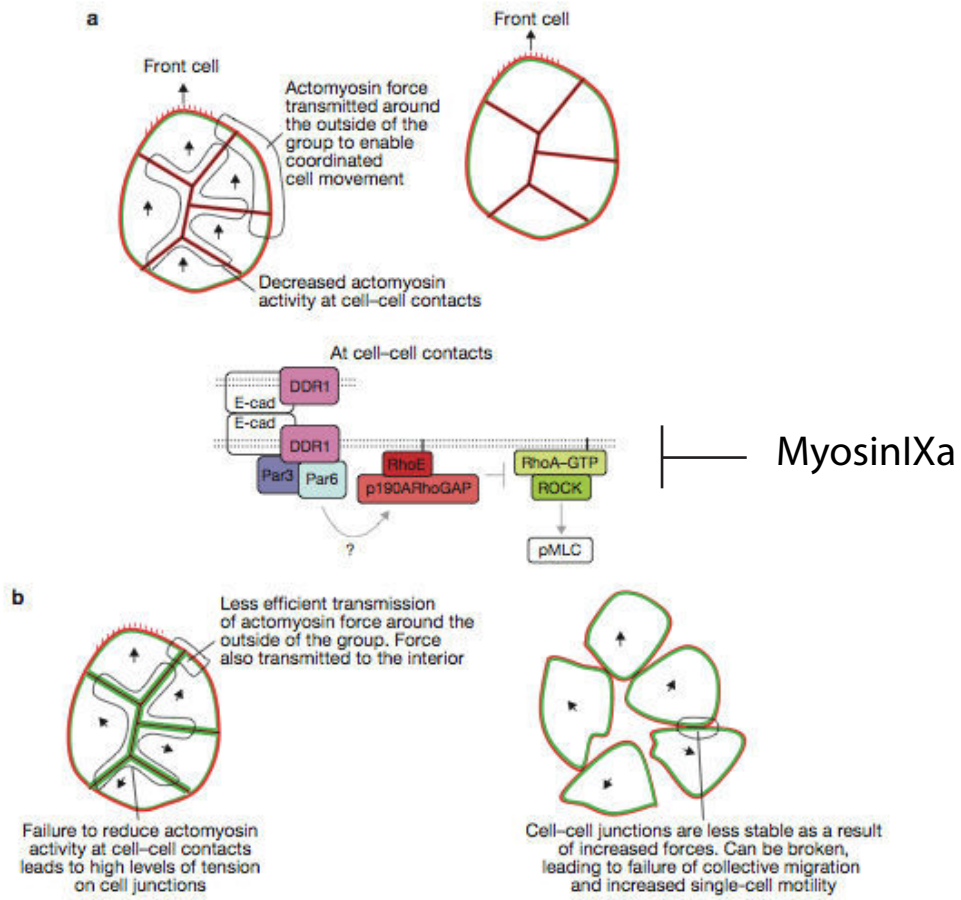 a
Front cell
Front cell
Actomyosin force
transmitted around
the outside of the
group to enable
coordinated
cell movement
Decreased actomyosin
activity at cell–cell contacts
At cell–cell contacts
DDR1
E-cad
E-cad
DDR1
Par3
Par6
RhoE
p190ARhoGAP
RhoA–GTP
ROCK
pMLC
?
MyosinIXa
b
Less efficient transmission
of actomyosin force around the
outside of the group. Force
also transmitted to the interior
Failure to reduce actomyosin
activity at cell–cell contacts
leads to high levels of tension
on cell junctions
Cell–cell junctions are less stable as a result
of increased forces. Can be broken,
leading to failure of collective migration
and increased single-cell motility